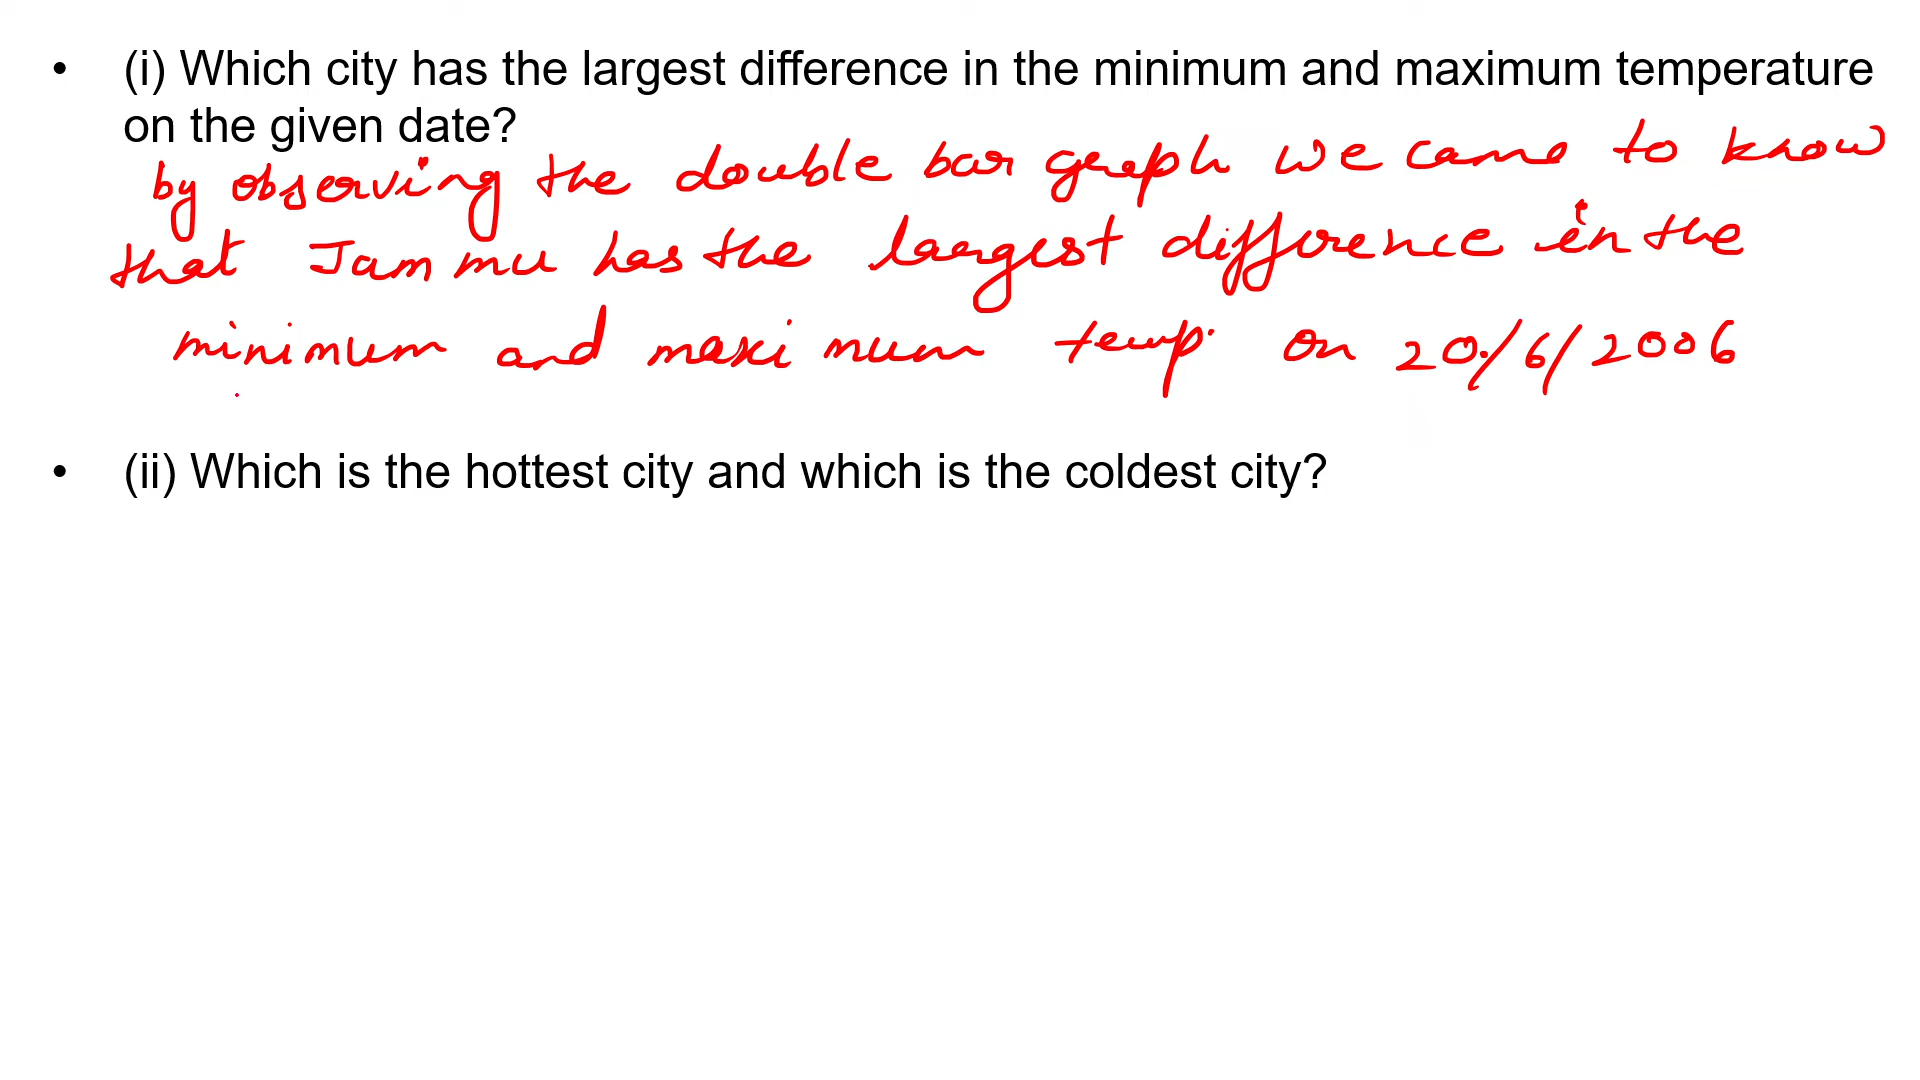 • (i) Which city has the largest difference in the minimum and maximum temperature
on the given date?
by observing the double bar graph we came to know
that Jammu has the largest difference in the
minimum and maximum temp. on 20/6/2006
• (ii) Which is the hottest city and which is the coldest city?